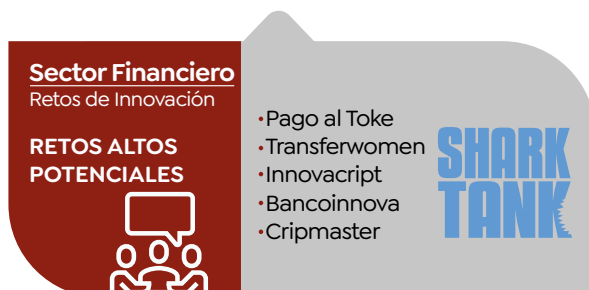 Sector Financiero
Retos de Innovación
RETOS ALTOS
POTENCIALES
•Pago al Toke
•Transferwomen
•Innovacript
•Bancoinnova
•Cripmaster
SHARK
TANK